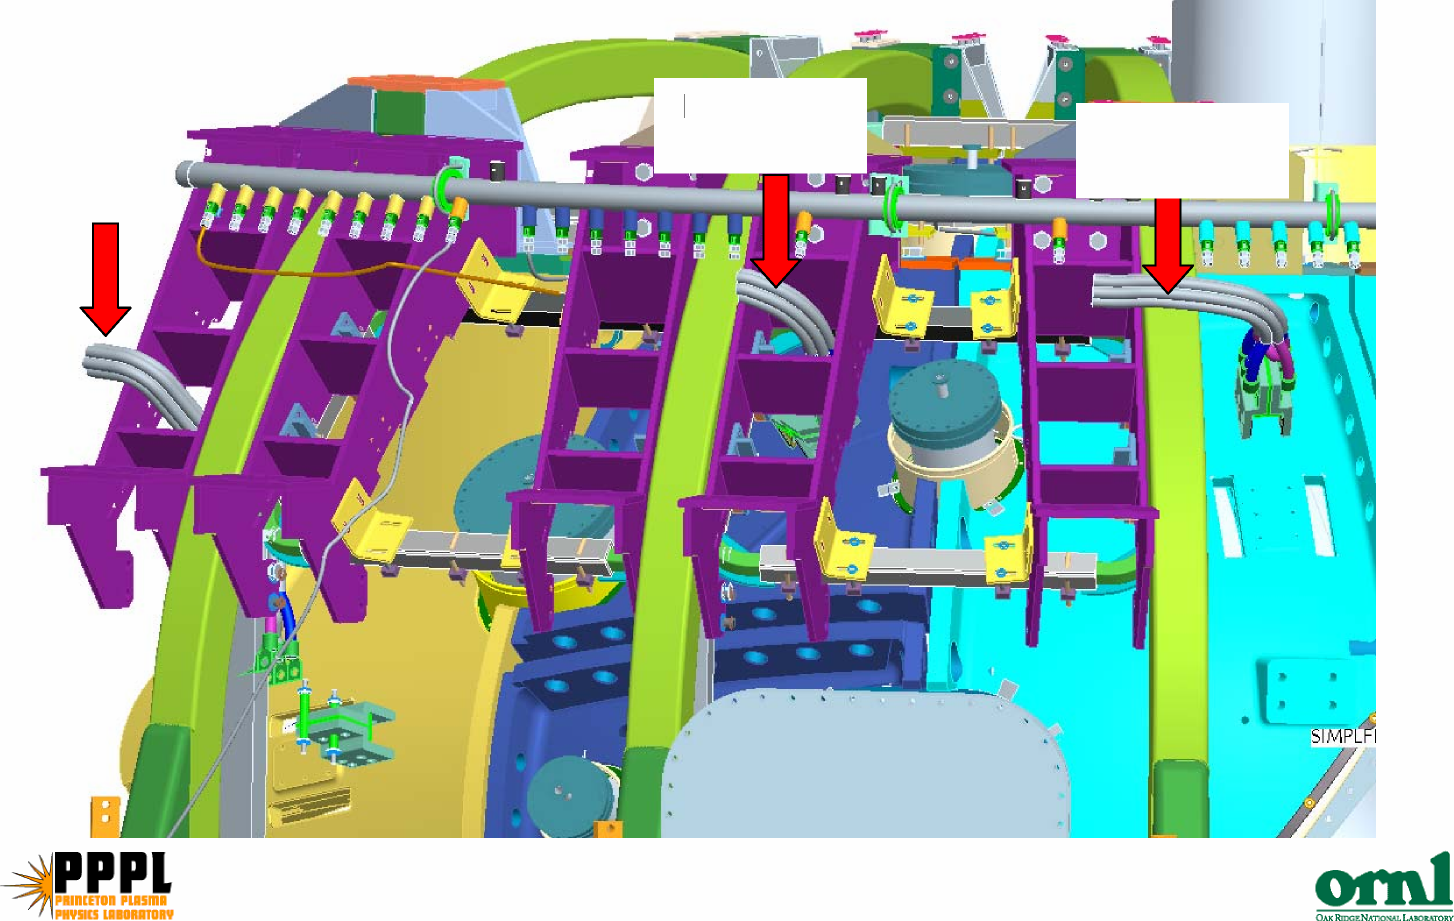 SIMPLFI
PPPL
PRINCETON PLASMA
PHYSICS LABORATORY
ornl
OAK RIDGE NATIONAL LABORATORY